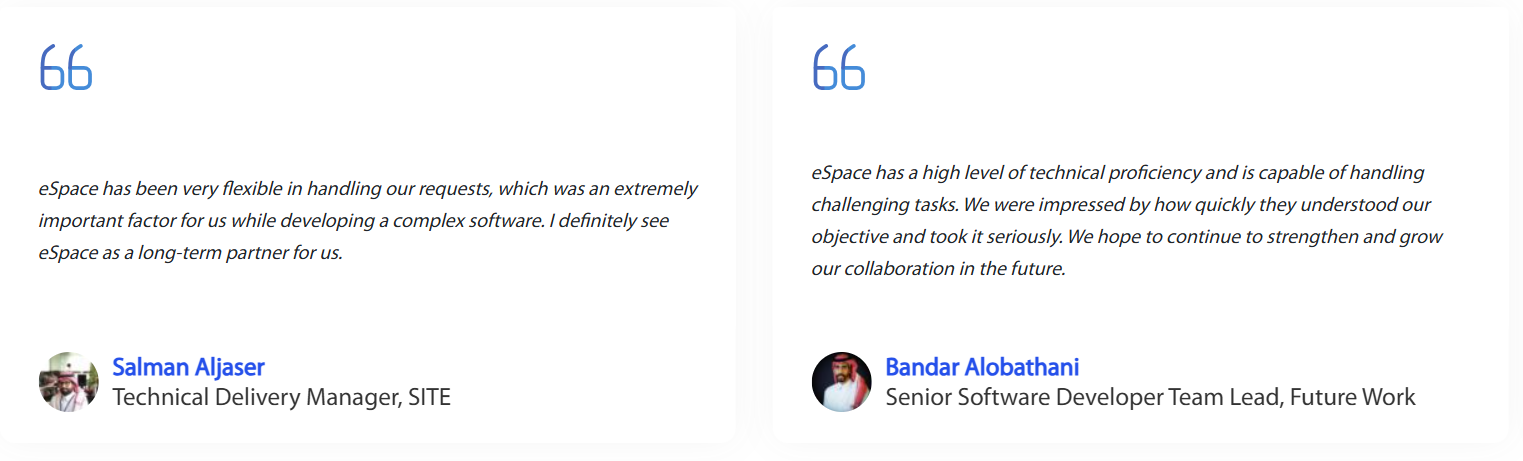 eSpace has been very flexible in handling our requests, which was an extremely
important factor for us while developing a complex software. I definitely see
eSpace as a long-term partner for us.
Salman Aljaser
Technical Delivery Manager, SITE
eSpace has a high level of technical proficiency and is capable of handling
challenging tasks. We were impressed by how quickly they understood our
objective and took it seriously. We hope to continue to strengthen and grow
our collaboration in the future.
Bandar Alobathani
Senior Software Developer Team Lead, Future Work